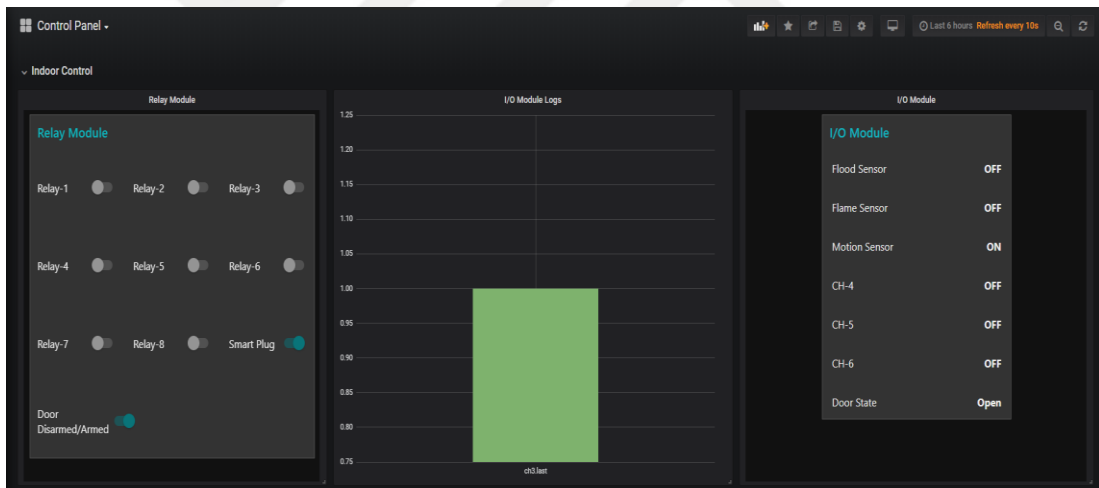 Control Panel
Last 6 hours Refresh every 10s
Indoor Control
Relay Module
Relay Module
Relay-1 Relay-2 Relay-3
Relay-4 Relay-5 Relay-6
Relay-7 Relay-8 Smart Plug
Door
Disarmed/Armed
I/O Module Logs
1.25
1.20
1.15
1.10
1.05
1.00
0.95
0.90
0.85
0.80
0.75
ch3.last
I/O Module
I/O Module
Flood Sensor OFF
Flame Sensor OFF
Motion Sensor ON
CH-4 OFF
CH-5 OFF
CH-6 OFF
Door State Open